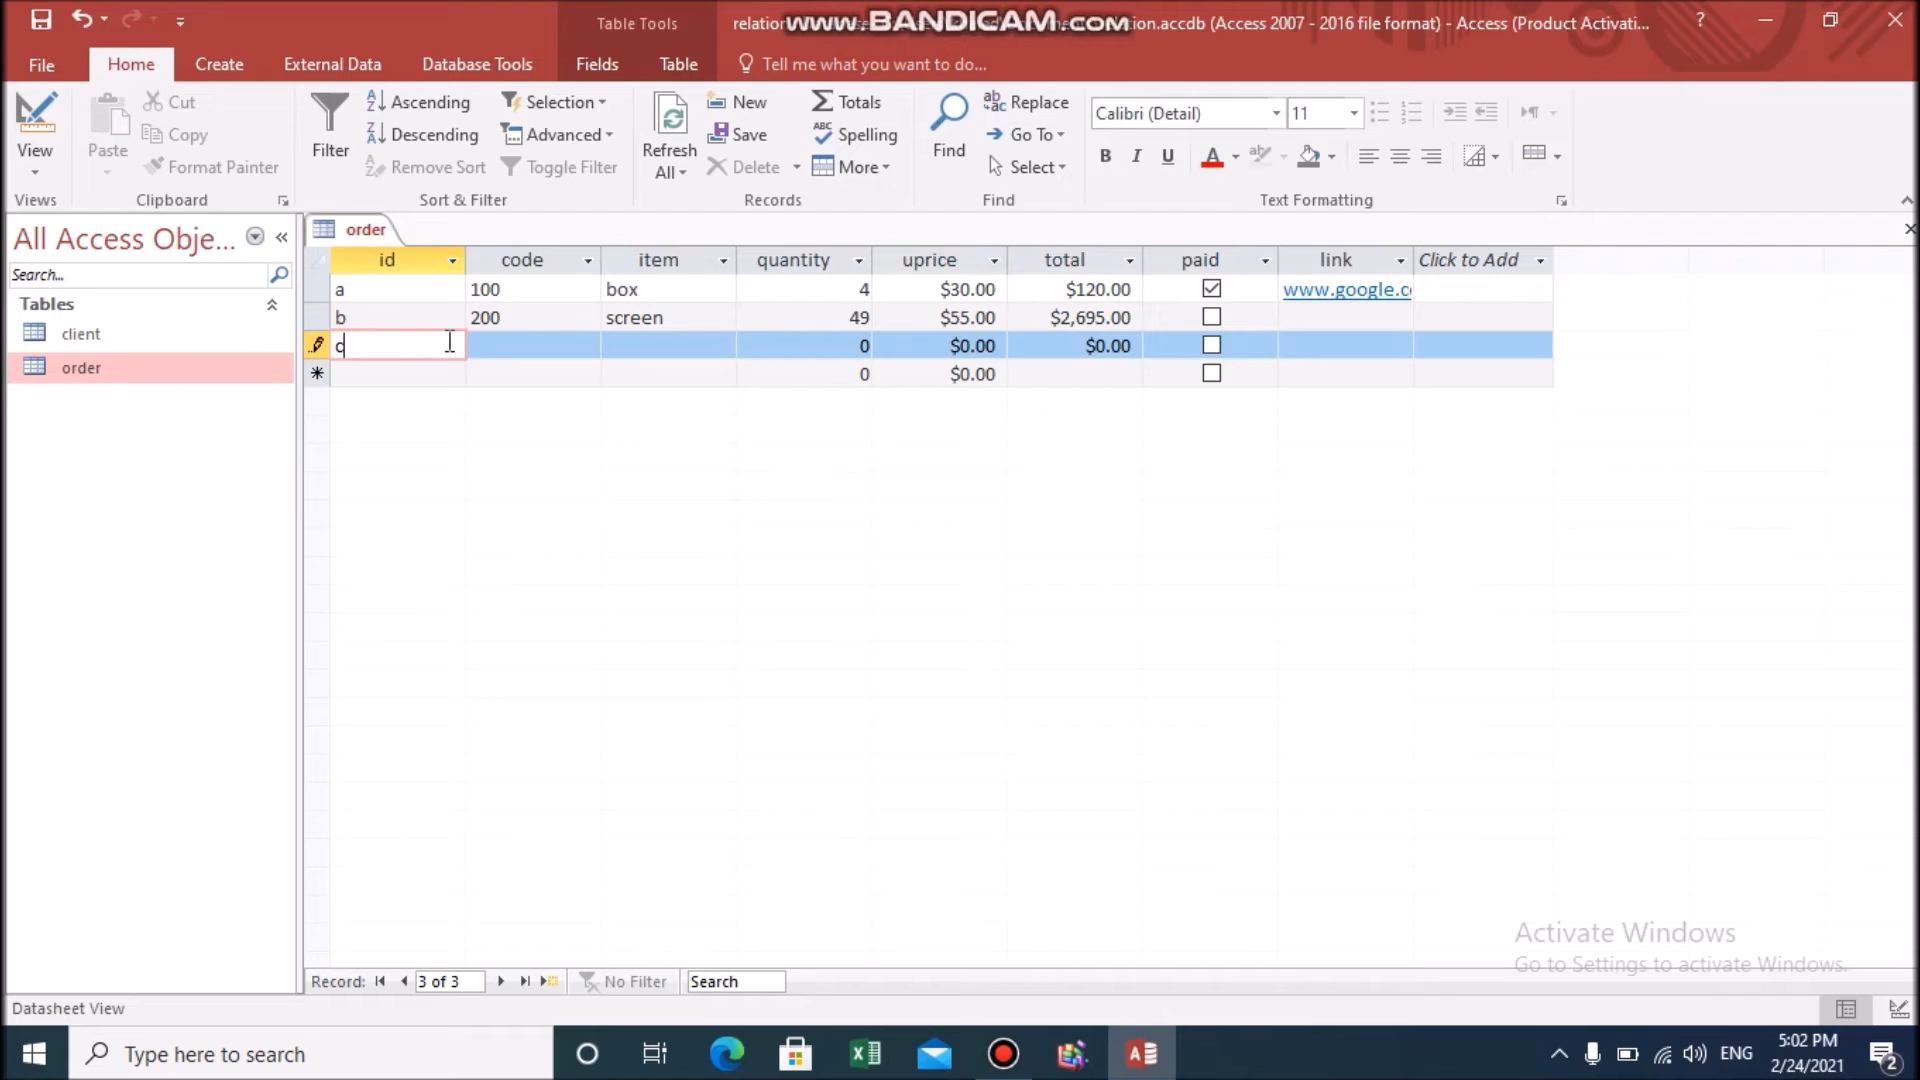 Table Tools
relation
www.BANDICAM.com
.accdb (Access 2007 - 2016 file format) - Access (Product Activati...
?
File
Home
Create
External Data
Database Tools
Fields
Table
Tell me what you want to do...
View
Views
Paste
Cut
Copy
Format Painter
Clipboard
Filter
Ascending
Descending
Remove Sort
Selection
Advanced
Toggle Filter
Sort & Filter
Refresh
All
New
Save
Delete
Totals
Spelling
More
Records
Find
Replace
Go To
Select
Find
Calibri (Detail)
11
B I U A
Text Formatting
All Access Obje...
Search...
Tables
client
order
order
id code item quantity uprice total paid link Click to Add
a 100 box 4 $30.00 $120.00 www.google.c
b 200 screen 49 $55.00 $2,695.00
c 0 $0.00 $0.00
0 $0.00
Activate Windows
Go to Settings to activate Windows.
Record: 3 of 3 No Filter Search
Datasheet View
Type here to search
ENG
5:02 PM
2/24/2021
2